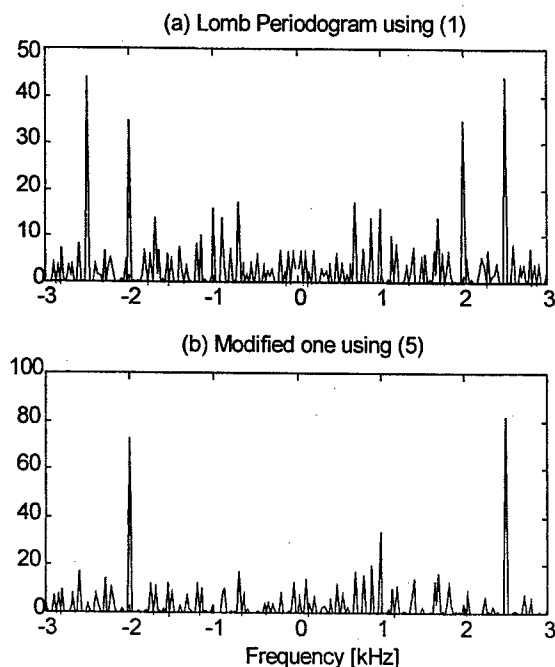 (a) Lomb Periodogram using (1)
50
40
30
20
10
0
-3 -2 -1 0 1 2 3
(b) Modified one using (5)
100
80
60
40
20
0
-3 -2 -1 0 1 2 3
Frequency [kHz]